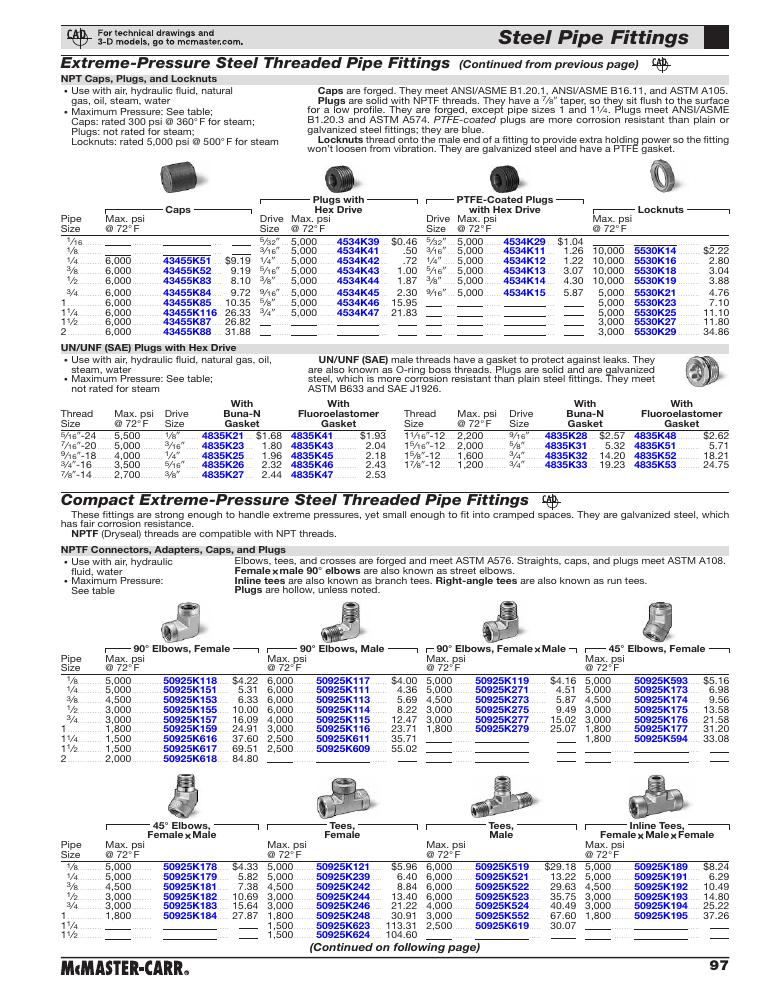 CAD
For technical drawings and
3-D models, go to mcmaster.com.
Steel Pipe Fittings
Extreme-Pressure Steel Threaded Pipe Fittings (Continued from previous page) CAD
NPT Caps, Plugs, and Locknuts
• Use with air, hydraulic fluid, natural
gas, oil, steam, water
• Maximum Pressure: See table;
Caps: rated 300 psi @ 360° F for steam;
Plugs: not rated for steam;
Locknuts: rated 5,000 psi @ 500° F for steam
Caps are forged. They meet ANSI/ASME B1.20.1, ANSI/ASME B16.11, and ASTM A105.
Plugs are solid with NPTF threads. They have a 7/8" taper, so they sit flush to the surface
for a low profile. They are forged, except pipe sizes 1 and 1 1/4. Plugs meet ANSI/ASME
B1.20.3 and ASTM A574. PTFE-coated plugs are more corrosion resistant than plain or
galvanized steel fittings; they are blue.
Locknuts thread onto the male end of a fitting to provide extra holding power so the fitting
won't loosen from vibration. They are galvanized steel and have a PTFE gasket.
Caps Plugs with Hex Drive PTFE-Coated Plugs with Hex Drive Locknuts
Pipe Size Max. psi @ 72° F Drive Size Max. psi @ 72° F Drive Size Max. psi @ 72° F Max. psi @ 72° F
1/16 5/32" 5,000 4534K39 $0.46 5/32" 5,000 4534K29 $1.04
1/8 3/16" 5,000 4534K41 .50 3/16" 5,000 4534K11 1.26 10,000 5530K14 $2.22
1/4 6,000 43455K51 $9.19 1/4" 5,000 4534K42 .72 1/4" 5,000 4534K12 1.22 10,000 5530K16 2.80
3/8 6,000 43455K52 9.19 5/16" 5,000 4534K43 1.00 5/16" 5,000 4534K13 3.07 10,000 5530K18 3.04
1/2 6,000 43455K83 8.10 3/8" 5,000 4534K44 1.87 3/8" 5,000 4534K14 4.30 10,000 5530K19 3.88
3/4 6,000 43455K84 9.72 9/16" 5,000 4534K45 2.30 9/16" 5,000 4534K15 5.87 5,000 5530K21 4.76
1 6,000 43455K85 10.35 5/8" 5,000 4534K46 15.95 5,000 5530K23 7.10
1 1/4 6,000 43455K116 26.33 3/4" 5,000 4534K47 21.83 5,000 5530K25 11.10
1 1/2 6,000 43455K87 26.82 3,000 5530K27 11.80
2 6,000 43455K88 31.88 3,000 5530K29 34.86
UN/UNF (SAE) Plugs with Hex Drive
• Use with air, hydraulic fluid, natural gas, oil,
steam, water
• Maximum Pressure: See table;
not rated for steam
UN/UNF (SAE) male threads have a gasket to protect against leaks. They
are also known as O-ring boss threads. Plugs are solid and are galvanized
steel, which is more corrosion resistant than plain steel fittings. They meet
ASTM B633 and SAE J1926.
Thread Size Max. psi @ 72° F Drive Size With Buna-N Gasket With Fluoroelastomer Gasket Thread Size Max. psi @ 72° F Drive Size With Buna-N Gasket With Fluoroelastomer Gasket
5/16"-24 5,500 1/8" 4835K21 $1.68 4835K41 $1.93 1 1/16"-12 2,200 9/16" 4835K28 $2.57 4835K48 $2.62
7/16"-20 5,000 3/16" 4835K23 1.80 4835K43 2.04 1 5/16"-12 2,000 5/8" 4835K31 5.32 4835K51 5.71
9/16"-18 4,000 1/4" 4835K25 1.96 4835K45 2.18 1 5/8"-12 1,600 3/4" 4835K32 14.20 4835K52 18.21
3/4"-16 3,500 5/16" 4835K26 2.32 4835K46 2.43 1 7/8"-12 1,200 3/4" 4835K33 19.23 4835K53 24.75
7/8"-14 2,700 3/8" 4835K27 2.44 4835K47 2.53
Compact Extreme-Pressure Steel Threaded Pipe Fittings CAD
These fittings are strong enough to handle extreme pressures, yet small enough to fit into cramped spaces. They are galvanized steel, which
has fair corrosion resistance.
NPTF (Dryseal) threads are compatible with NPT threads.
NPTF Connectors, Adapters, Caps, and Plugs
• Use with air, hydraulic
fluid, water
• Maximum Pressure:
See table
Elbows, tees, and crosses are forged and meet ASTM A576. Straights, caps, and plugs meet ASTM A108.
Female x male 90° elbows are also known as street elbows.
Inline tees are also known as branch tees. Right-angle tees are also known as run tees.
Plugs are hollow, unless noted.
90° Elbows, Female 90° Elbows, Male 90° Elbows, Female x Male 45° Elbows, Female
Pipe Size Max. psi @ 72° F Max. psi @ 72° F Max. psi @ 72° F Max. psi @ 72° F
1/8 5,000 50925K118 $4.22 6,000 50925K117 $4.00 5,000 50925K119 $4.16 5,000 50925K593 $5.16
1/4 5,000 50925K151 5.31 6,000 50925K111 4.36 5,000 50925K271 4.51 5,000 50925K173 6.98
3/8 4,500 50925K153 6.33 6,000 50925K113 5.69 4,500 50925K273 5.87 4,500 50925K174 9.56
1/2 3,000 50925K155 10.00 6,000 50925K114 8.22 3,000 50925K275 9.49 3,000 50925K175 13.58
3/4 3,000 50925K157 16.09 4,000 50925K115 12.47 3,000 50925K277 15.02 3,000 50925K176 21.58
1 1,800 50925K159 24.91 3,000 50925K116 23.71 1,800 50925K279 25.07 1,800 50925K177 31.20
1 1/4 1,500 50925K616 37.60 2,500 50925K611 35.71 1,800 50925K594 33.08
1 1/2 1,500 50925K617 69.51 2,500 50925K609 55.02
2 2,000 50925K618 84.80
45° Elbows, Female x Male Tees, Female Tees, Male Inline Tees, Female x Male x Female
Pipe Size Max. psi @ 72° F Max. psi @ 72° F Max. psi @ 72° F Max. psi @ 72° F
1/8 5,000 50925K178 $4.33 5,000 50925K121 $5.96 6,000 50925K519 $29.18 5,000 50925K189 $8.24
1/4 5,000 50925K179 5.82 5,000 50925K239 6.40 6,000 50925K521 13.22 5,000 50925K191 6.29
3/8 4,500 50925K181 7.38 4,500 50925K242 8.84 6,000 50925K522 29.63 4,500 50925K192 10.49
1/2 3,000 50925K182 10.69 3,000 50925K244 13.40 6,000 50925K523 35.75 3,000 50925K193 14.80
3/4 3,000 50925K183 15.64 3,000 50925K246 21.22 4,000 50925K524 40.49 3,000 50925K194 25.22
1 1,800 50925K184 27.87 1,800 50925K248 30.91 3,000 50925K552 67.60 1,800 50925K195 37.26
1 1/4 1,500 50925K623 113.31 2,500 50925K619 30.07
1 1/2 1,500 50925K624 104.60
(Continued on following page)
McMASTER-CARR®
97